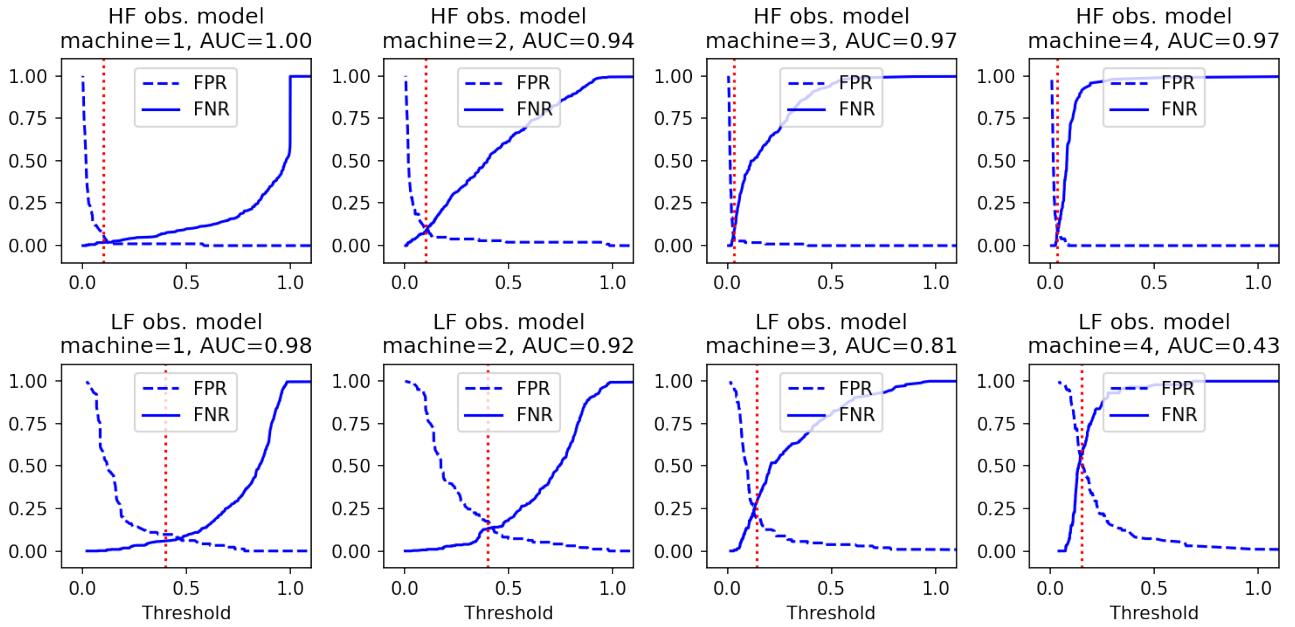 HF obs. model
machine=1, AUC=1.00
HF obs. model
machine=2, AUC=0.94
HF obs. model
machine=3, AUC=0.97
HF obs. model
machine=4, AUC=0.97
1.00
0.75
0.50
0.25
0.00
FPR
FNR
0.0
0.5
1.0
1.00
0.75
0.50
0.25
0.00
FPR
FNR
0.0
0.5
1.0
1.00
0.75
0.50
0.25
0.00
FPR
FNR
0.0
0.5
1.0
1.00
0.75
0.50
0.25
0.00
FPR
FNR
0.0
0.5
1.0
LF obs. model
machine=1, AUC=0.98
LF obs. model
machine=2, AUC=0.92
LF obs. model
machine=3, AUC=0.81
LF obs. model
machine=4, AUC=0.43
1.00
0.75
0.50
0.25
0.00
FPR
FNR
0.0
0.5
1.0
Threshold
1.00
0.75
0.50
0.25
0.00
FPR
FNR
0.0
0.5
1.0
Threshold
1.00
0.75
0.50
0.25
0.00
FPR
FNR
0.0
0.5
1.0
Threshold
1.00
0.75
0.50
0.25
0.00
FPR
FNR
0.0
0.5
1.0
Threshold